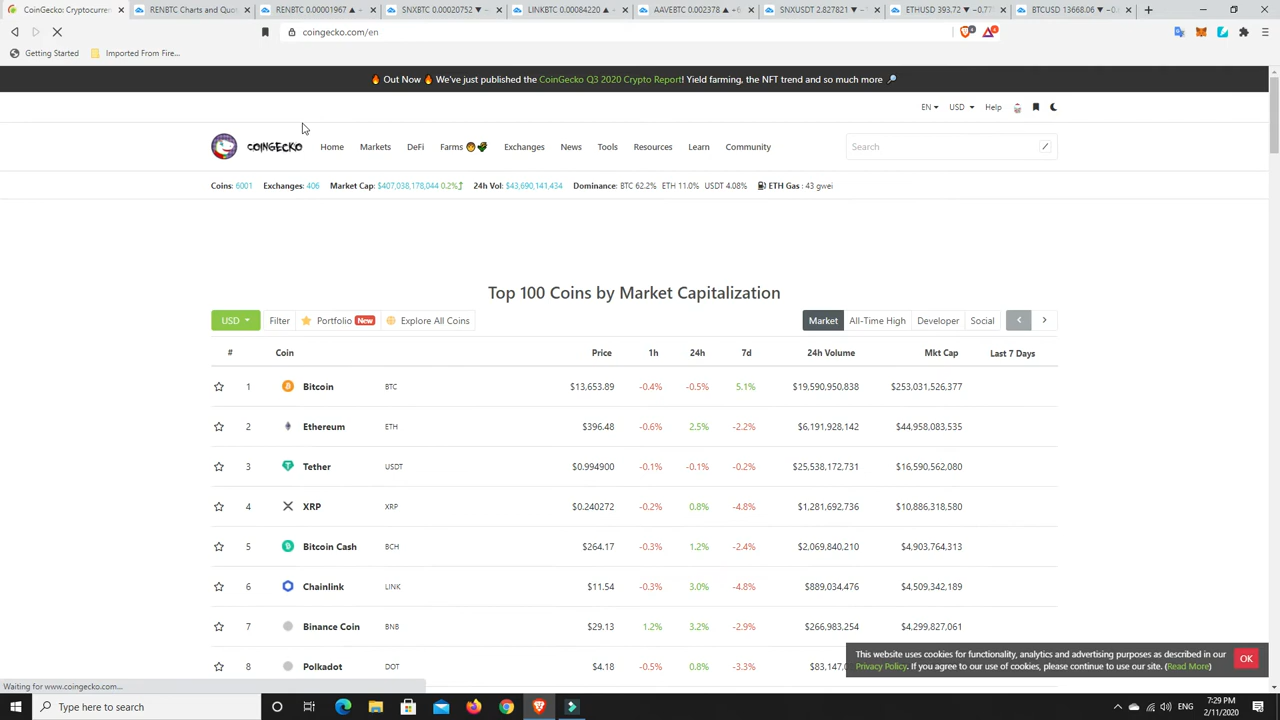 CoinGecko: Cryptocurren
RENBTC Charts and Quo
RENBTC 0.00001967 ▲
SNXBTC 0.00020752 ▼
LINKBTC 0.00084220 ▲
AAVEBTC 0.002378 ▲
SNXUSDT 2.827821 ▼
ETHUSD 393.72 ▼ -0.77
BTCUSD 13668.06 ▼
coingecko.com/en
Getting Started
Imported From Fire...
Out Now We've just published the CoinGecko Q3 2020 Crypto Report! Yield farming, the NFT trend and so much more
EN USD Help
COINGECKO Home Markets DeFi Farms Exchanges News Tools Resources Learn Community Search /
Coins: 6001 Exchanges: 406 Market Cap: $407,038,178,044 0.2% 24h Vol: $43,690,141,434 Dominance: BTC 62.2% ETH 11.0% USDT 4.08% ETH Gas : 43 gwei
Top 100 Coins by Market Capitalization
USD Filter Portfolio New Explore All Coins Market All-Time High Developer Social < >
# Coin Price 1h 24h 7d 24h Volume Mkt Cap Last 7 Days
1 Bitcoin BTC $13,653.89 -0.4% -0.5% 5.1% $19,590,950,838 $253,031,526,377
2 Ethereum ETH $396.48 -0.6% 2.5% -2.2% $6,191,928,142 $44,958,083,535
3 Tether USDT $0.994900 -0.1% -0.1% -0.2% $25,538,172,731 $16,590,562,080
4 XRP XRP $0.240272 -0.2% 0.8% -4.8% $1,281,692,736 $10,886,318,580
5 Bitcoin Cash BCH $264.17 -0.3% 1.2% -2.4% $2,069,840,210 $4,903,764,313
6 Chainlink LINK $11.54 -0.3% 3.0% -4.8% $889,034,476 $4,509,342,189
7 Binance Coin BNB $29.13 1.2% 3.2% -2.9% $266,983,254 $4,299,827,061
8 Polkadot DOT $4.18 -0.5% 0.8% -3.3% $83,147,0
This website uses cookies for functionality, analytics and advertising purposes as described in our
Privacy Policy. If you agree to our use of cookies, please continue to use our site. (Read More)
OK
Waiting for www.coingecko.com...
Type here to search
ENG
7:29 PM
2/11/2020